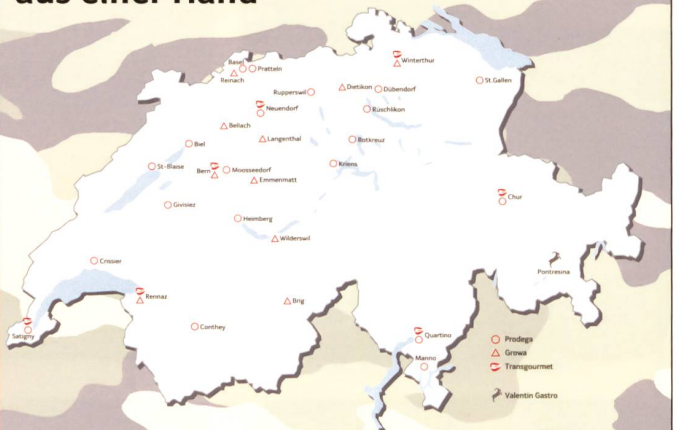 aus einer Hand
Winterthur
Basel
Pratteln
Reinach
St.Gallen
Rupperswil
Dietikon
Dübendorf
Neuendorf
Rüschlikon
Bellach
Langenthal
Rotkreuz
Biel
Kriens
St-Blaise
Bern
Moosseedorf
Emmenmatt
Chur
Givisiez
Heimberg
Wilderswil
Crissier
Pontresina
Rennaz
Brig
Satigny
Conthey
Quartino
Manno
Prodega
Growa
Transgourmet
Valentin Gastro